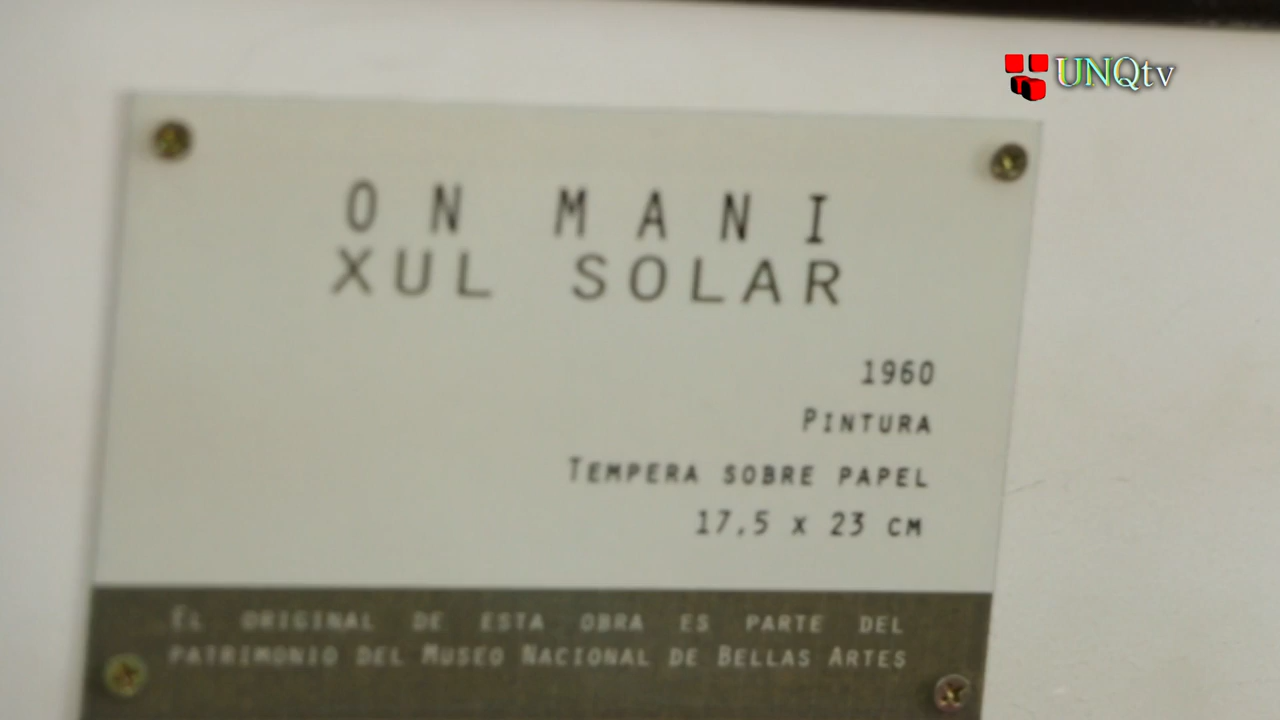 UNQtv
ON MANI
XUL SOLAR
1960
PINTURA
TEMPERA SOBRE PAPEL
17,5 x 23 CM
EL ORIGINAL DE ESTA OBRA ES PARTE DEL
PATRIMONIO DEL MUSEO NACIONAL DE BELLAS ARTES